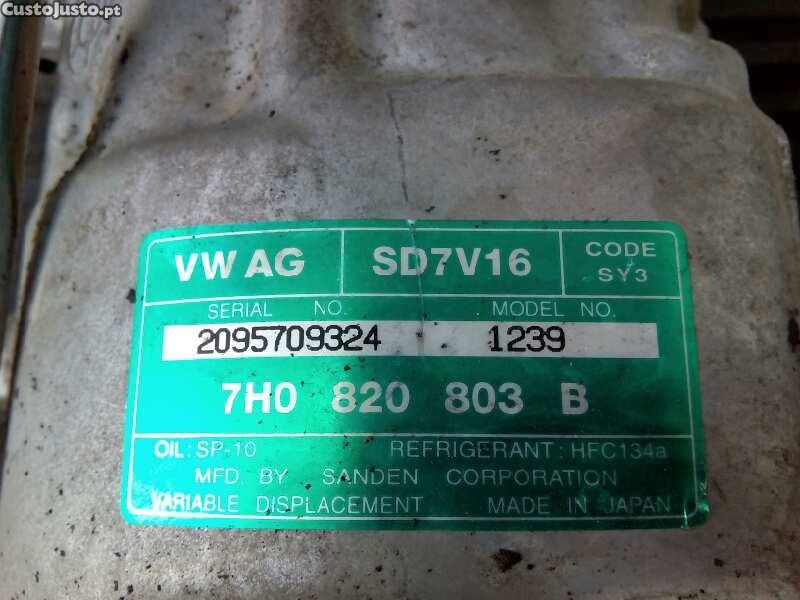 CustoJusto.pt
VW AG SD7V16 CODE SY3
SERIAL NO. MODEL NO.
2095709324 1239
7H0 820 803 B
OIL: SP-10 REFRIGERANT: HFC134a
MFD. BY SANDEN CORPORATION
VARIABLE DISPLACEMENT MADE IN JAPAN